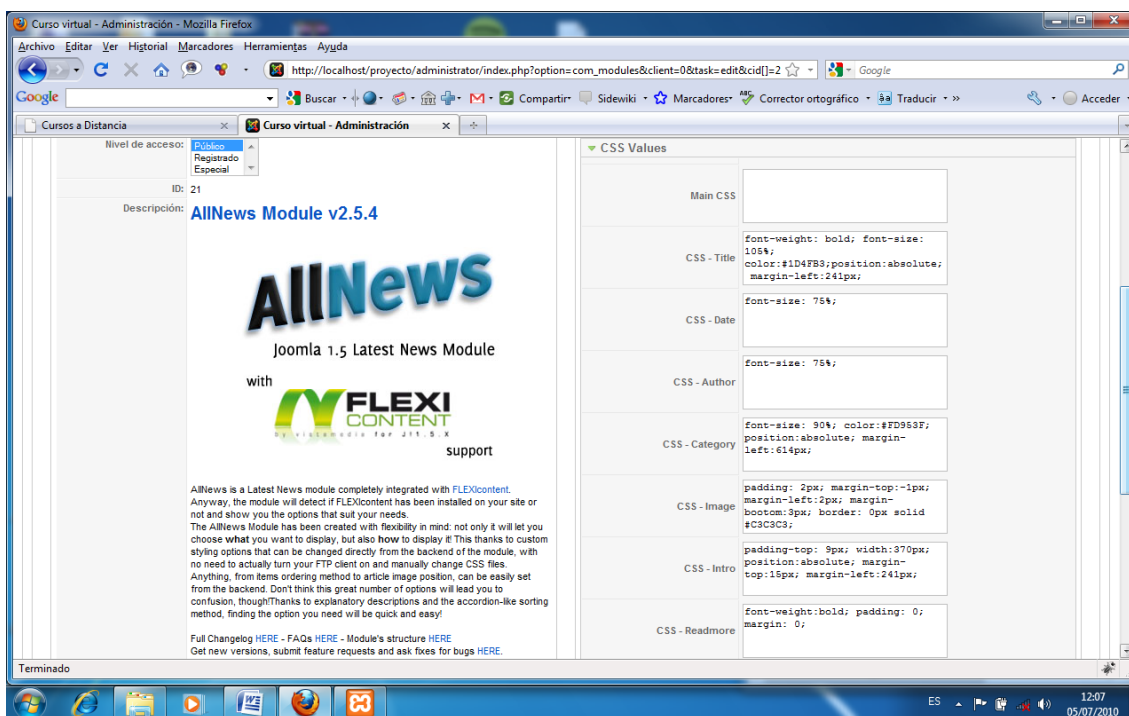 Curso virtual - Administración - Mozilla Firefox
Archivo Editar Ver Historial Marcadores Herramientas Ayuda
http://localhost/proyecto/administrator/index.php?option=com_modules&client=0&task=edit&cid[]=2
Google
Google Buscar Compartir Sidewiki Marcadores ABC Corrector ortográfico Traducir » Acceder
Cursos a Distancia
Curso virtual - Administración
Nivel de acceso:
Público
Registrado
Especial
ID: 21
Descripción:
AllNews Module v2.5.4
AllNews
Joomla 1.5 Latest News Module
with
FLEXI
CONTENT
by vistamedia for J!1.5.X
support
AllNews is a Latest News module completely integrated with FLEXIcontent.
Anyway, the module will detect if FLEXIcontent has been installed on your site or
not and show you the options that suit your needs.
The AllNews Module has been created with flexibility in mind: not only it will let you
choose what you want to display, but also how to display it! This thanks to custom
styling options that can be changed directly from the backend of the module, with
no need to actually turn your FTP client on and manually change CSS files.
Anything, from items ordering method to article image position, can be easily set
from the backend. Don't think this great number of options will lead you to
confusion, though!Thanks to explanatory descriptions and the accordion-like sorting
method, finding the option you need will be quick and easy!
Full Changelog HERE - FAQs HERE - Module's structure HERE
Get new versions, submit feature requests and ask fixes for bugs HERE.
CSS Values
Main CSS
CSS - Title
font-weight: bold; font-size:
105%;
color:#1D4FB3;position:absolute;
margin-left:241px;
CSS - Date
font-size: 75%;
CSS - Author
font-size: 75%;
CSS - Category
font-size: 90%; color:#FD953F;
position:absolute; margin-
left:614px;
CSS - Image
padding: 2px; margin-top:-1px;
margin-left:2px; margin-
bootom:3px; border: 0px solid
#C3C3C3;
CSS - Intro
padding-top: 9px; width:370px;
position:absolute; margin-
top:15px; margin-left:241px;
CSS - Readmore
font-weight:bold; padding: 0;
margin: 0;
Terminado
ES
12:07
05/07/2010